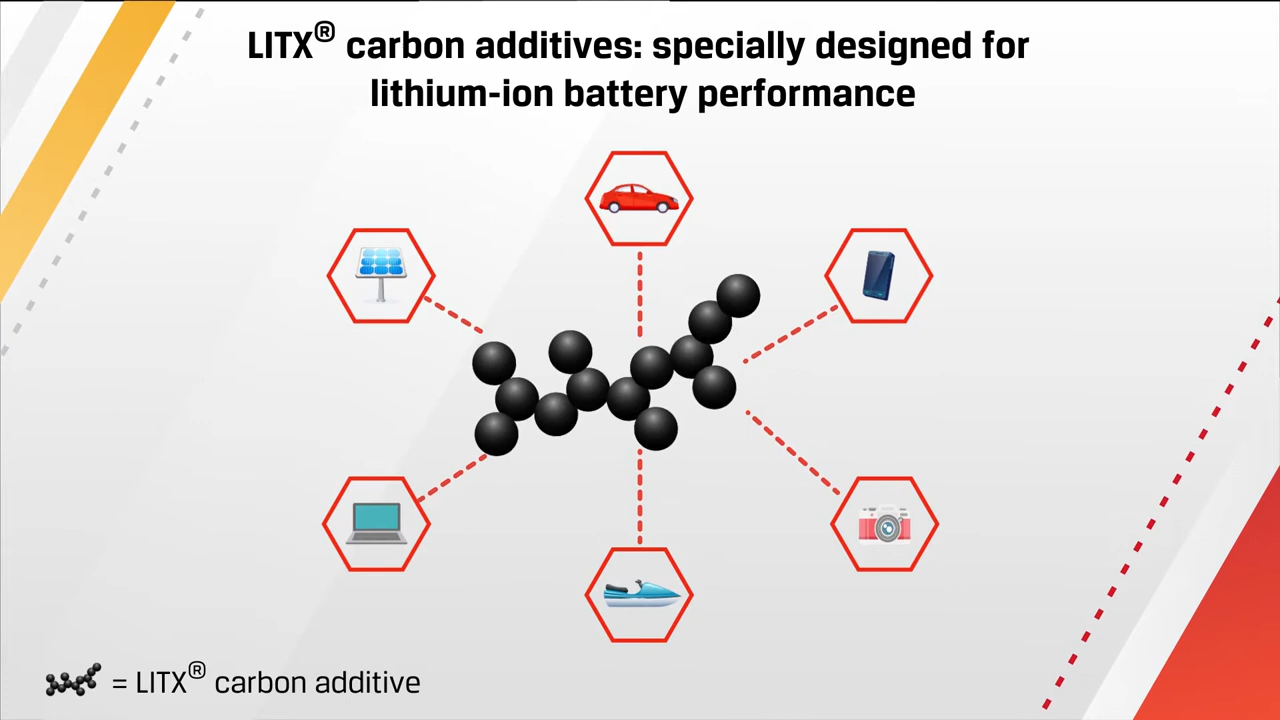 LITX® carbon additives: specially designed for
lithium-ion battery performance
= LITX® carbon additive